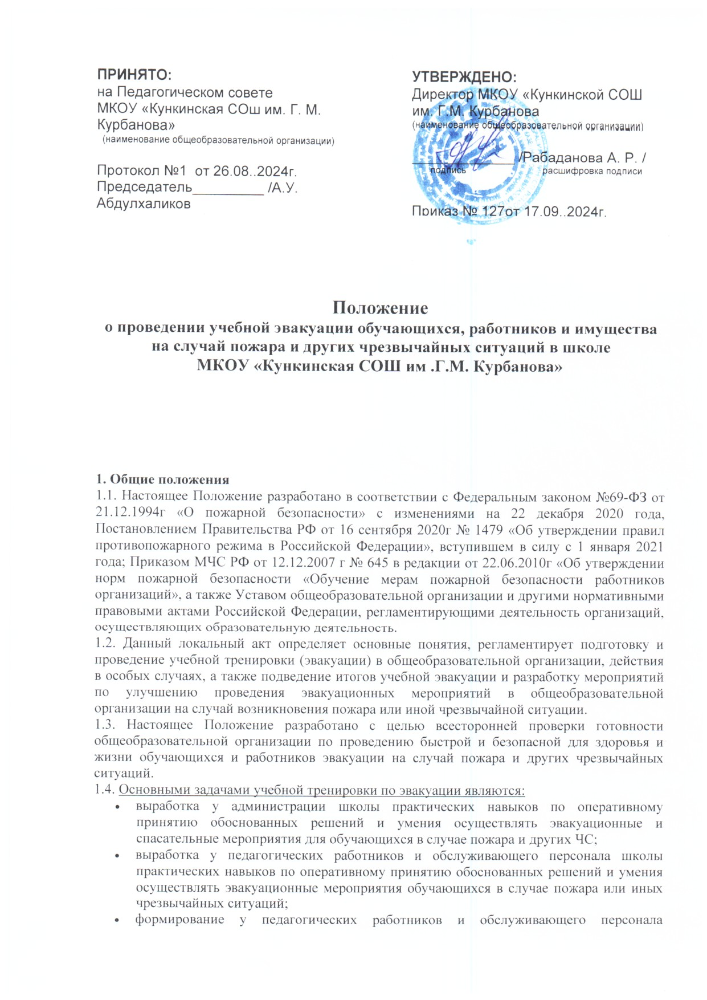 ПРИНЯТО:
на Педагогическом совете
МКОУ «Кункинская СОш им. Г. М.
Курбанова»
(наименование общеобразовательной организации)
Протокол №1 от 26.08..2024г.
Председатель_________ /А.У.
Абдулхаликов
УТВЕРЖДЕНО:
Директор МКОУ «Кункинской СОШ
им. Г.М. Курбанова
(наименование общеобразовательной организации)
_____________/Рабаданова А. Р. /
подпись расшифровка подписи
Приказ № 127от 17.09..2024г.
Положение
о проведении учебной эвакуации обучающихся, работников и имущества
на случай пожара и других чрезвычайных ситуаций в школе
МКОУ «Кункинская СОШ им .Г.М. Курбанова»
1. Общие положения
1.1. Настоящее Положение разработано в соответствии с Федеральным законом №69-ФЗ от
21.12.1994г «О пожарной безопасности» с изменениями на 22 декабря 2020 года,
Постановлением Правительства РФ от 16 сентября 2020г № 1479 «Об утверждении правил
противопожарного режима в Российской Федерации», вступившем в силу с 1 января 2021
года; Приказом МЧС РФ от 12.12.2007 г № 645 в редакции от 22.06.2010г «Об утверждении
норм пожарной безопасности «Обучение мерам пожарной безопасности работников
организаций», а также Уставом общеобразовательной организации и другими нормативными
правовыми актами Российской Федерации, регламентирующими деятельность организаций,
осуществляющих образовательную деятельность.
1.2. Данный локальный акт определяет основные понятия, регламентирует подготовку и
проведение учебной тренировки (эвакуации) в общеобразовательной организации, действия
в особых случаях, а также подведение итогов учебной эвакуации и разработку мероприятий
по улучшению проведения эвакуационных мероприятий в общеобразовательной
организации на случай возникновения пожара или иной чрезвычайной ситуации.
1.3. Настоящее Положение разработано с целью всесторонней проверки готовности
общеобразовательной организации по проведению быстрой и безопасной для здоровья и
жизни обучающихся и работников эвакуации на случай пожара и других чрезвычайных
ситуаций.
1.4. Основными задачами учебной тренировки по эвакуации являются:
• выработка у администрации школы практических навыков по оперативному
принятию обоснованных решений и умения осуществлять эвакуационные и
спасательные мероприятия для обучающихся в случае пожара и других ЧС;
• выработка у педагогических работников и обслуживающего персонала школы
практических навыков по оперативному принятию обоснованных решений и умения
осуществлять эвакуационные мероприятия обучающихся в случае пожара или иных
чрезвычайных ситуаций;
• формирование у педагогических работников и обслуживающего персонала